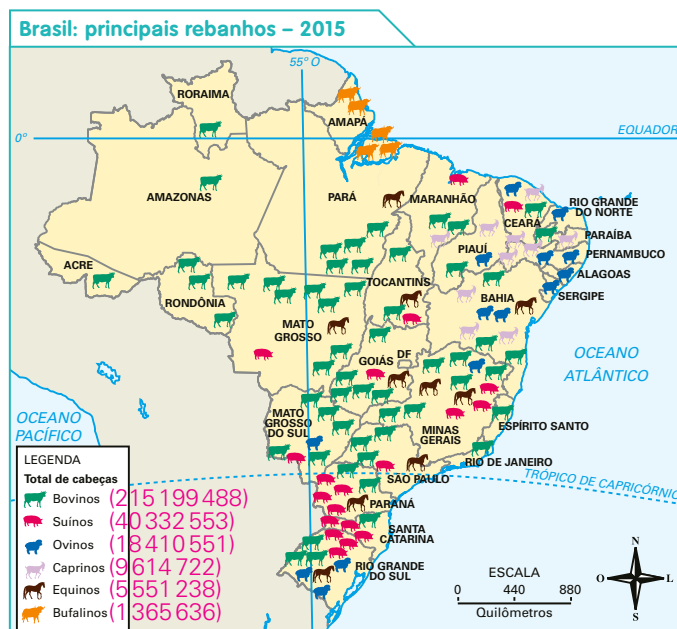 Brasil: principais rebanhos – 2015
55º O
RORAIMA
AMAPÁ
0º
EQUADOR
AMAZONAS
PARÁ
MARANHÃO
CEARÁ
RIO GRANDE
DO NORTE
PARAÍBA
PIAUÍ
PERNAMBUCO
ACRE
ALAGOAS
TOCANTINS
RONDÔNIA
SERGIPE
BAHIA
MATO
GROSSO
GOIÁS
DF
OCEANO
ATLÂNTICO
OCEANO
PACÍFICO
MATO
GROSSO
DO SUL
MINAS
GERAIS
ESPÍRITO SANTO
RIO DE JANEIRO
SÃO PAULO
TRÓPICO DE CAPRICÓRNIO
PARANÁ
SANTA
CATARINA
RIO GRANDE
DO SUL
LEGENDA
Total de cabeças
Bovinos (215 199 488)
Suínos (40 332 553)
Ovinos (18 410 551)
Caprinos (9 614 722)
Equinos (5 551 238)
Bufalinos (1 365 636)
ESCALA
0 440 880
Quilômetros
N
O L
S